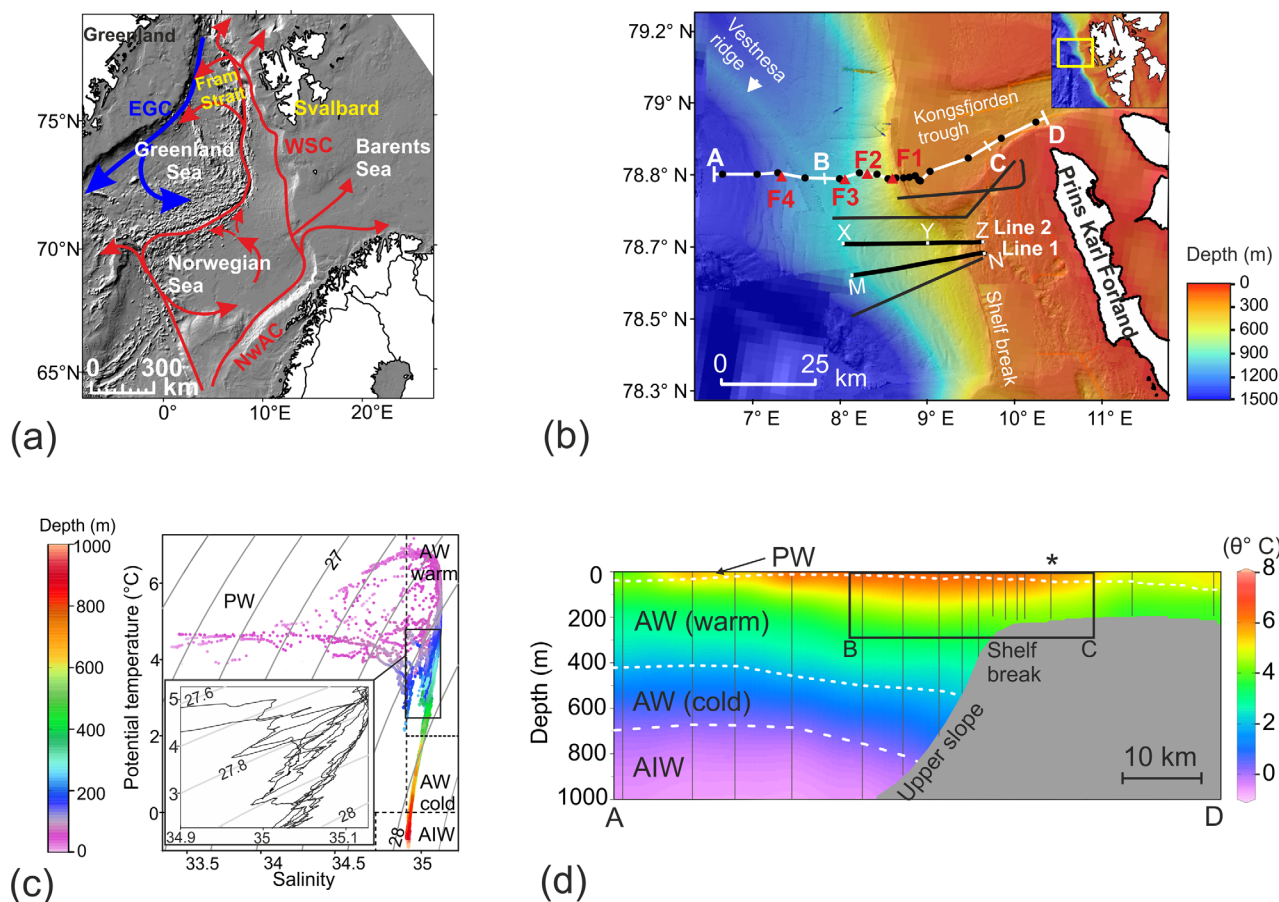 Greenland
Fram
Strait
EGC
Svalbard
75°N
Greenland
Sea
WSC
Barents
Sea
70°N
Norwegian
Sea
NwAC
0 300
km
65°N
0° 10°E 20°E
(a)
79.2° N
79° N
78.8° N
78.7° N
78.5° N
78.3° N
Vestnesa
ridge
Kongsfjorden
trough
A
B
C
D
F1
F2
F3
F4
X
Y
Z
Line 2
Line 1
N
M
Prins Karl Forland
Shelf break
0 25
km
7° E 8° E 9° E 10° E 11° E
Depth (m)
0
300
600
900
1200
1500
(b)
Depth (m)
1000
800
600
400
200
0
Potential temperature (°C)
6
4
2
0
27
AW
warm
PW
27.6
27.8
28
5
4
3
34.9 35 35.1
AW
cold
AIW
28
33.5 34 34.5 35
Salinity
(c)
PW
*
(θ° C)
8
6
4
2
0
0
200
400
600
800
1000
Depth (m)
AW (warm)
B
Shelf
break
C
AW (cold)
Upper slope
AIW
10 km
A
D
(d)